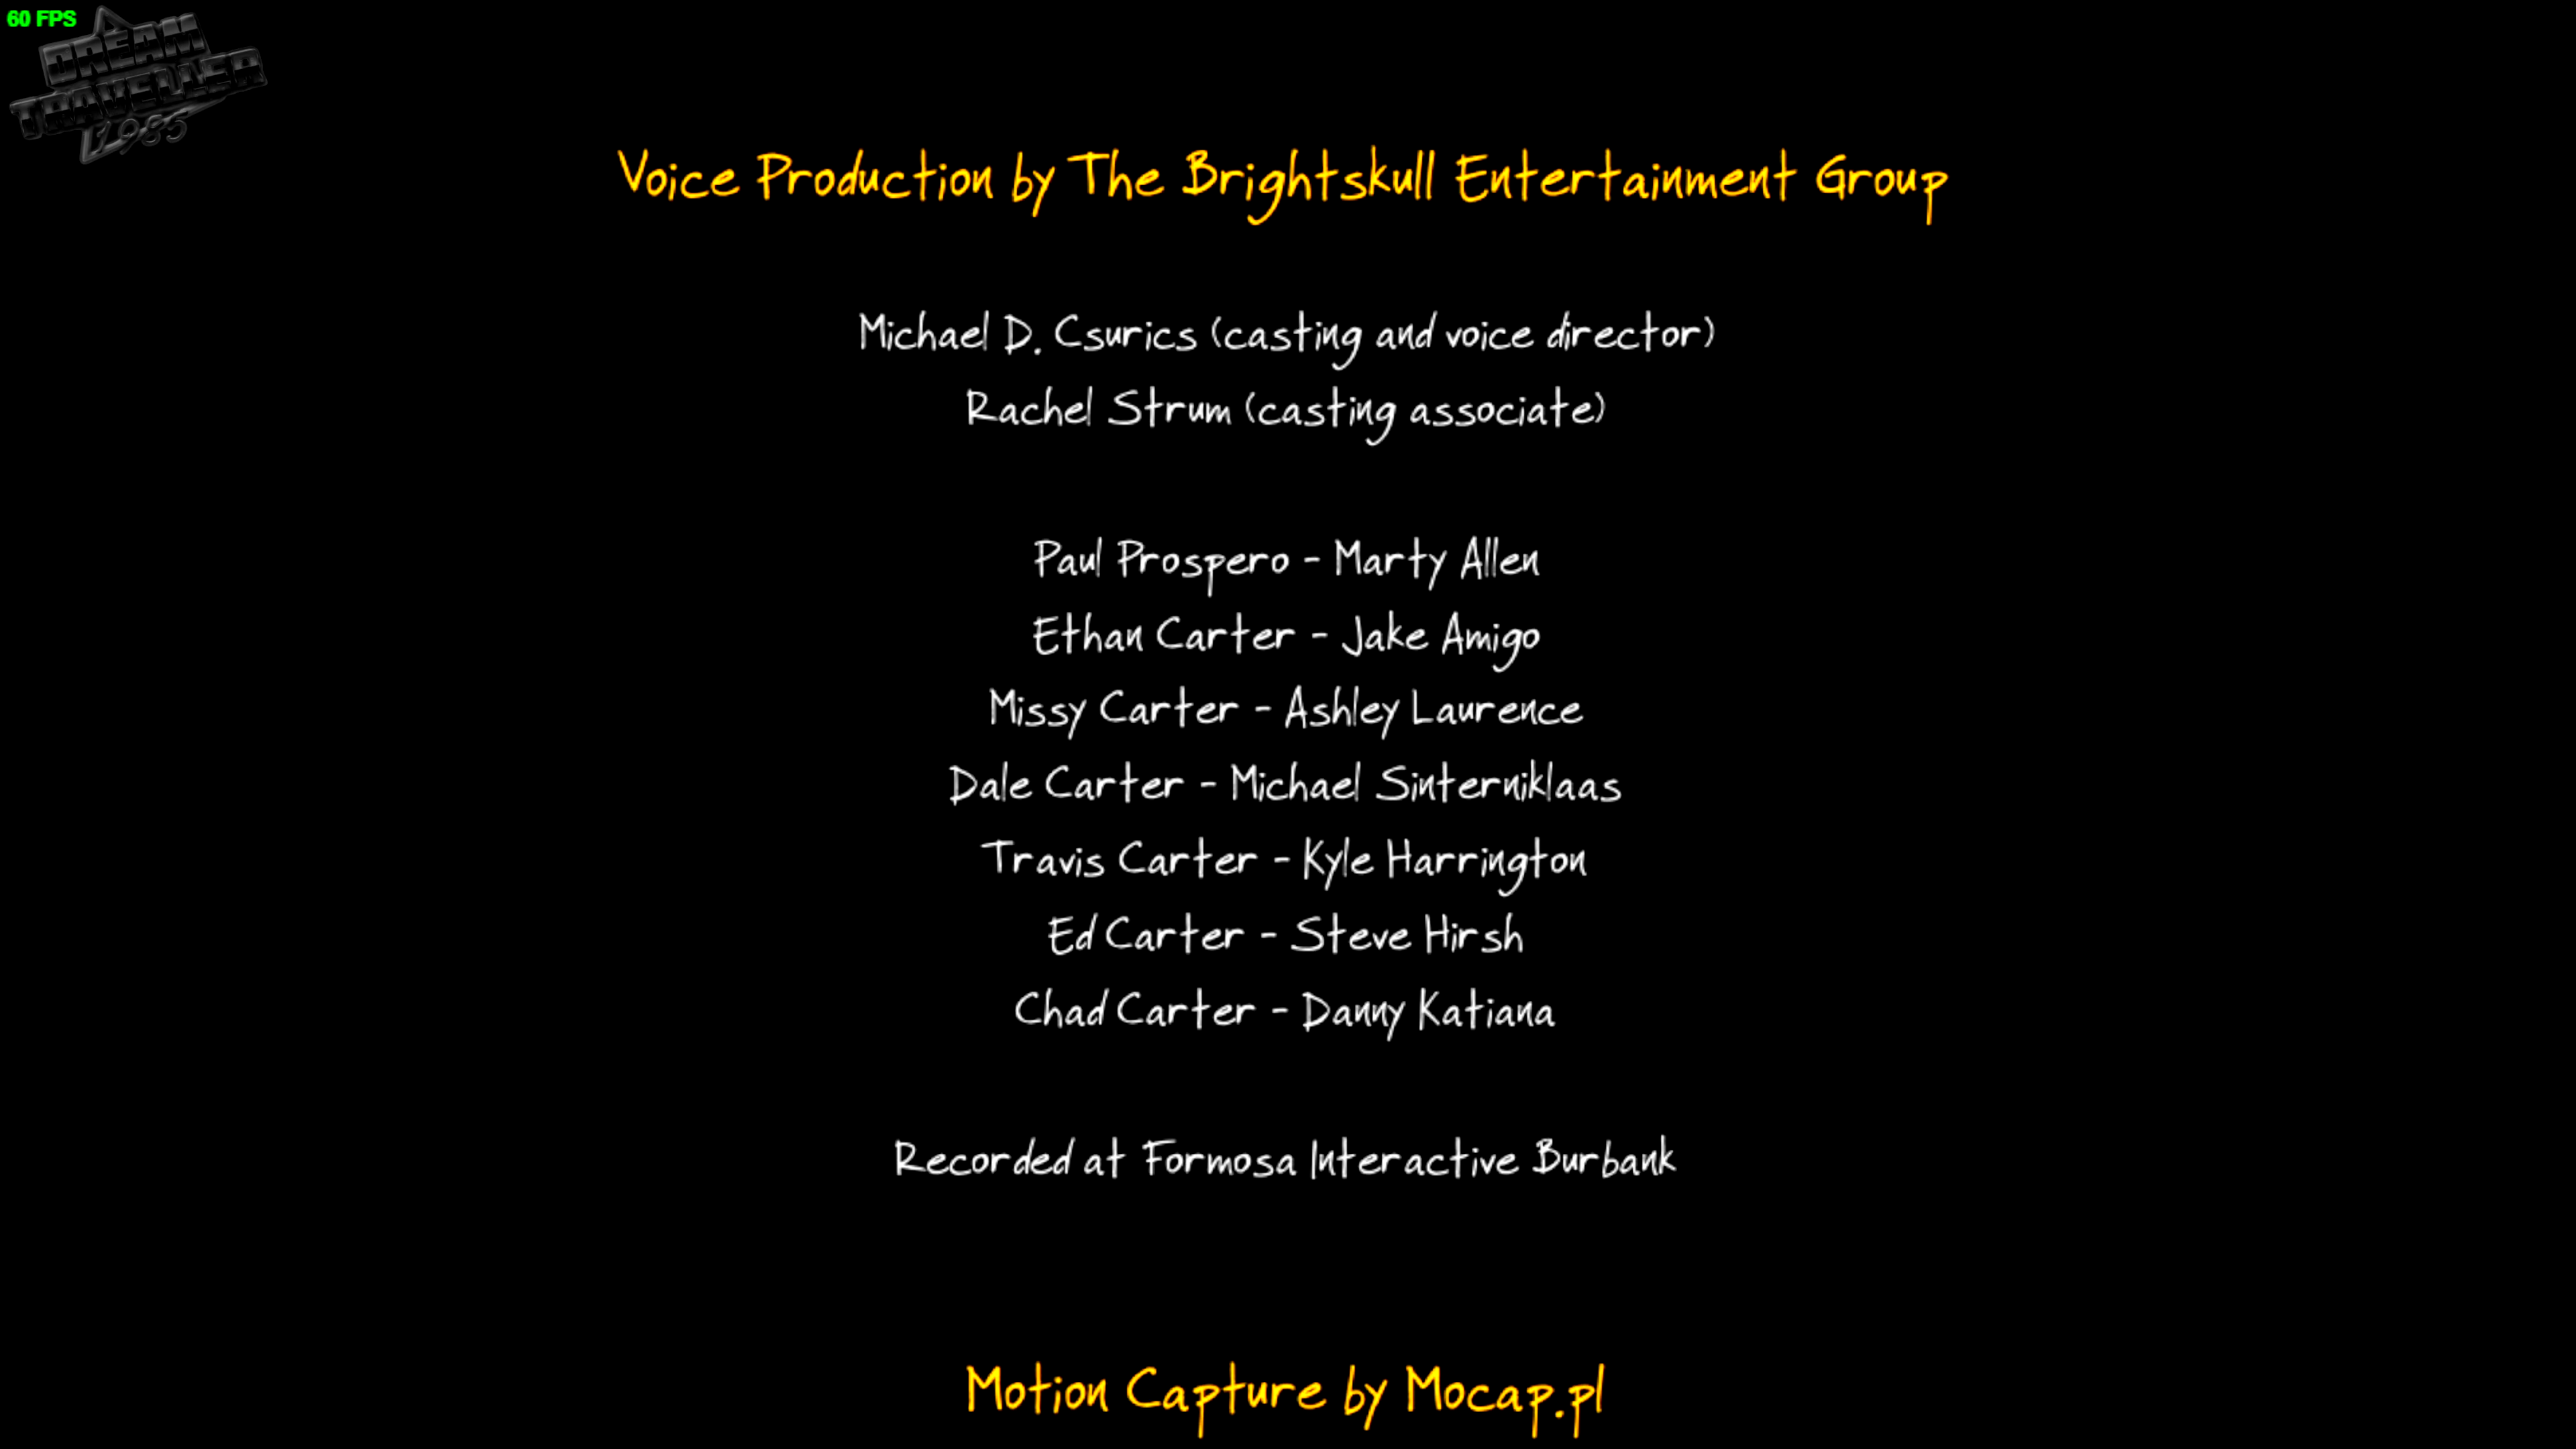 60 FPS
DREAM
TRAVELLER
1985
Voice Production by The Brightskull Entertainment Group
Michael D. Csurics (casting and voice director)
Rachel Strum (casting associate)
Paul Prospero - Marty Allen
Ethan Carter - Jake Amigo
Missy Carter - Ashley Laurence
Dale Carter - Michael Sinterniklaas
Travis Carter - Kyle Harrington
Ed Carter - Steve Hirsh
Chad Carter - Danny Katiana
Recorded at Formosa Interactive Burbank
Motion Capture by Mocap.pl